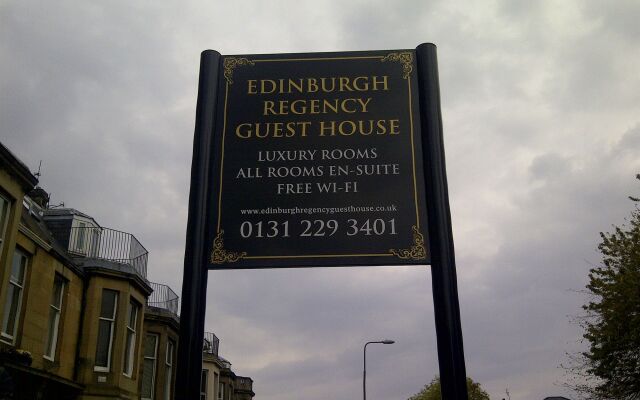 EDINBURGH
REGENCY
GUEST HOUSE
LUXURY ROOMS
ALL ROOMS EN-SUITE
FREE WI-FI
www.edinburghregencyguesthouse.co.uk
0131 229 3401